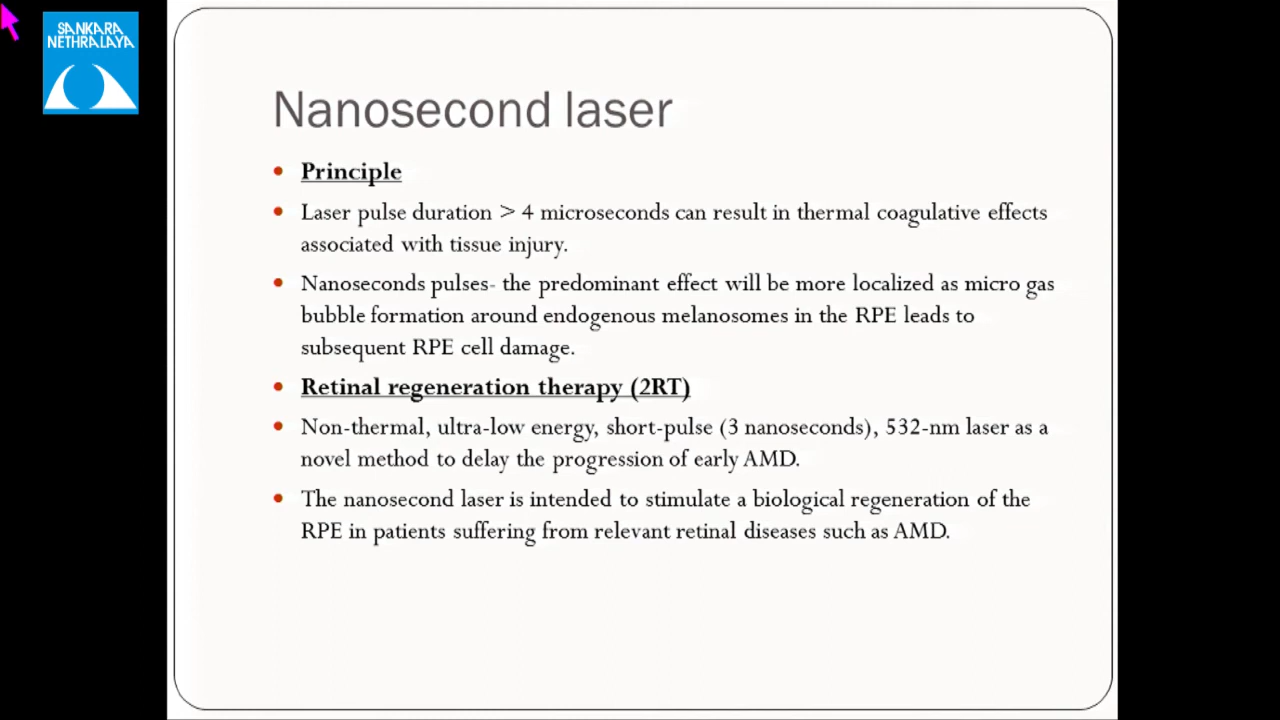 SANKARA
NETHRALAYA
Nanosecond laser
• Principle
• Laser pulse duration > 4 microseconds can result in thermal coagulative effects
associated with tissue injury.
• Nanoseconds pulses- the predominant effect will be more localized as micro gas
bubble formation around endogenous melanosomes in the RPE leads to
subsequent RPE cell damage.
• Retinal regeneration therapy (2RT)
• Non-thermal, ultra-low energy, short-pulse (3 nanoseconds), 532-nm laser as a
novel method to delay the progression of early AMD.
• The nanosecond laser is intended to stimulate a biological regeneration of the
RPE in patients suffering from relevant retinal diseases such as AMD.